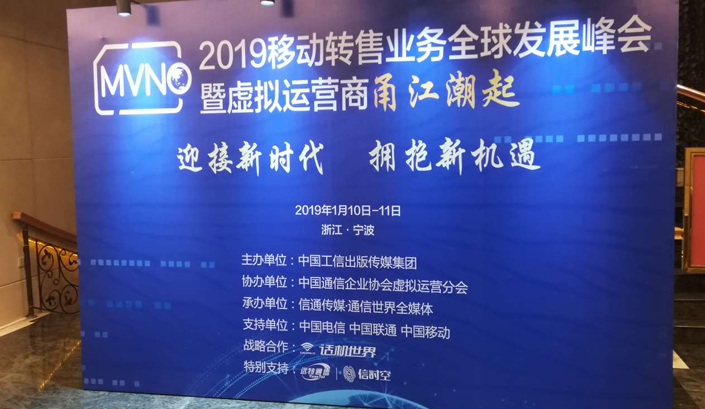 MVNO
2019移动转售业务全球发展峰会
暨虚拟运营商甬江潮起
迎接新时代 拥抱新机遇
2019年1月10日-11日
浙江·宁波
主办单位：中国工信出版传媒集团
协办单位：中国通信企业协会虚拟运营分会
承办单位：信通传媒·通信世界全媒体
支持单位：中国电信 中国联通 中国移动
战略合作： 话机世界
特别支持： 远特通信 信时空